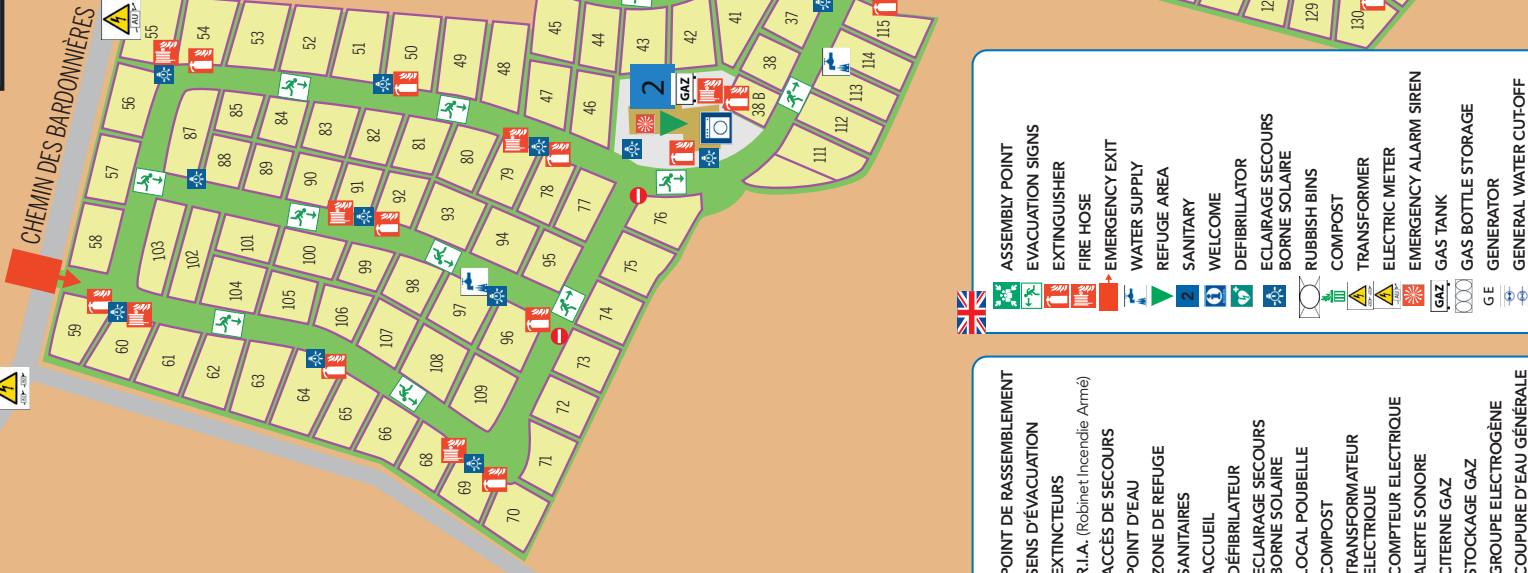 CHEMIN DES BARDONNIÈRES
AU
55
54
53
52
51
50
49
48
45
44
43
42
41
37
115
129
130
56
85
84
83
82
81
80
79
78
77
47
46
2
GAZ
38 B
38
114
113
112
111
87
57
88
89
90
91
92
93
94
95
76
75
58
103
102
101
100
99
98
97
96
74
73
104
105
106
107
108
109
72
71
59
60
61
62
63
64
65
66
68
69
70
ASSEMBLY POINT
EVACUATION SIGNS
EXTINGUISHER
FIRE HOSE
EMERGENCY EXIT
WATER SUPPLY
REFUGE AREA
2 SANITARY
WELCOME
DEFIBRILLATOR
ECLAIRAGE SECOURS
BORNE SOLAIRE
RUBBISH BINS
COMPOST
TRANSFORMER
AU ELECTRIC METER
EMERGENCY ALARM SIREN
GAZ GAS TANK
GAS BOTTLE STORAGE
G E GENERATOR
GENERAL WATER CUT-OFF
POINT DE RASSEMBLEMENT
SENS D'ÉVACUATION
EXTINCTEURS
R.I.A. (Robinet Incendie Armé)
ACCÈS DE SECOURS
POINT D'EAU
ZONE DE REFUGE
SANITAIRES
ACCUEIL
DÉFIBRILATEUR
ECLAIRAGE SECOURS
BORNE SOLAIRE
LOCAL POUBELLE
COMPOST
TRANSFORMATEUR
ELECTRIQUE
COMPTEUR ELECTRIQUE
ALERTE SONORE
CITERNE GAZ
STOCKAGE GAZ
GROUPE ELECTROGÈNE
COUPURE D'EAU GÉNÉRALE